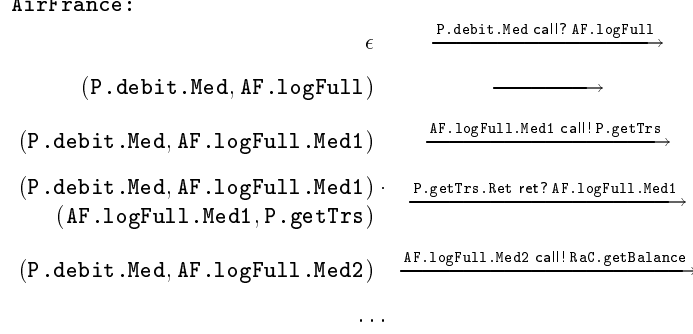 AirFrance:
ϵ P.debit.Med call? AF.logFull
(P.debit.Med, AF.logFull)
(P.debit.Med, AF.logFull.Med1) AF.logFull.Med1 call! P.getTrs
(P.debit.Med, AF.logFull.Med1) · P.getTrs.Ret ret? AF.logFull.Med1
(AF.logFull.Med1, P.getTrs)
(P.debit.Med, AF.logFull.Med2) AF.logFull.Med2 call! RaC.getBalance
...